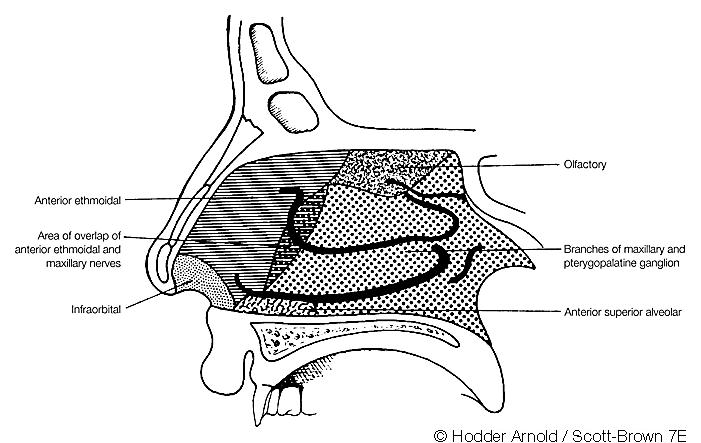 Olfactory
Anterior ethmoidal
Area of overlap of
anterior ethmoidal and
maxillary nerves
Branches of maxillary and
pterygopalatine ganglion
Infraorbital
Anterior superior alveolar
© Hodder Arnold / Scott-Brown 7E